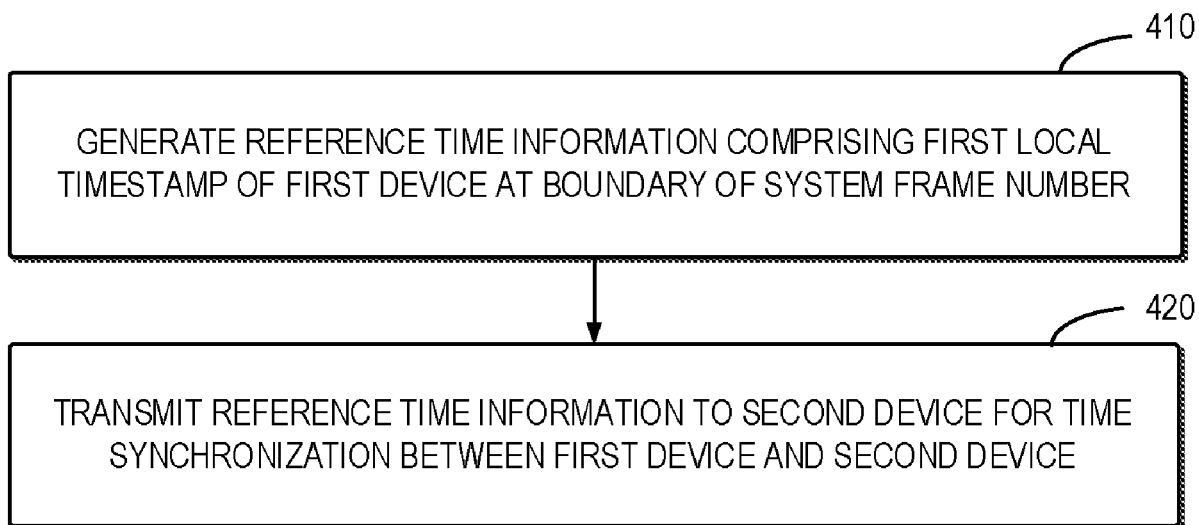 410
GENERATE REFERENCE TIME INFORMATION COMPRISING FIRST LOCAL
TIMESTAMP OF FIRST DEVICE AT BOUNDARY OF SYSTEM FRAME NUMBER
420
TRANSMIT REFERENCE TIME INFORMATION TO SECOND DEVICE FOR TIME
SYNCHRONIZATION BETWEEN FIRST DEVICE AND SECOND DEVICE